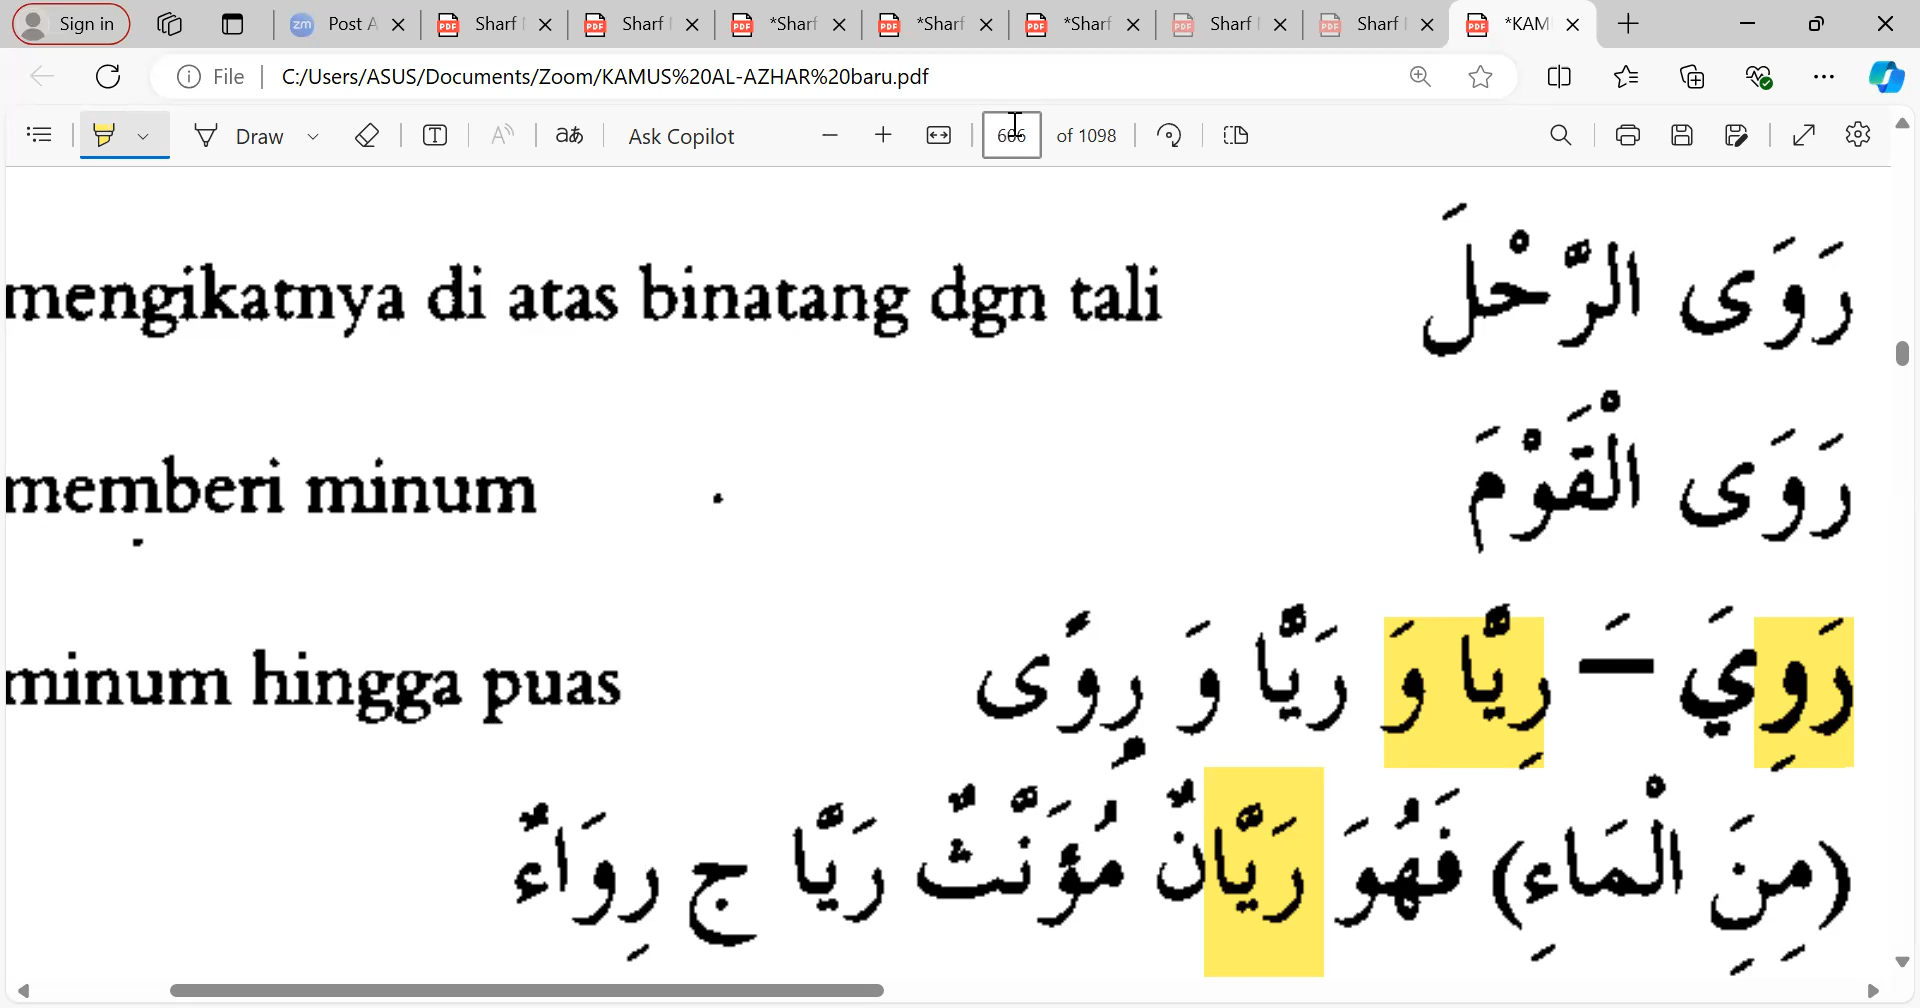 Sign in
Post A
Sharf
Sharf
*Sharf
*Sharf
*Sharf
Sharf
Sharf
*KAM
File
C:/Users/ASUS/Documents/Zoom/KAMUS%20AL-AZHAR%20baru.pdf
Draw
Ask Copilot
of 1098
رَوَى الرَّحْلَ mengikatnya di atas binatang dgn tali
رَوَى الْقَوْمَ memberi minum
رَوِيَ – َ رِيًّا وَ رَيًّا وَ رِوًى minum hingga puas
(مِنَ الْمَاءِ) فَهُوَ رَيَّانٌ مُؤَنَّثٌ رَيَّا ج رِوَاءٌ